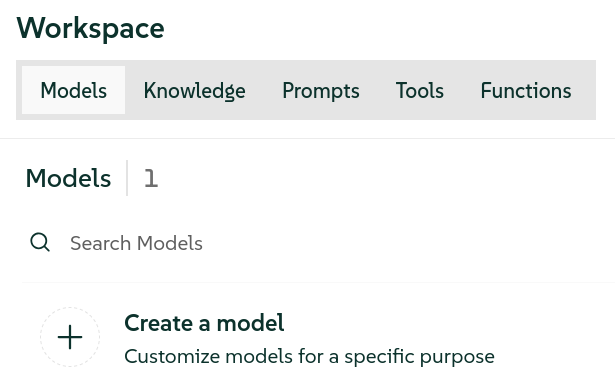 Workspace
Models Knowledge Prompts Tools Functions
Models 1
Search Models
Create a model
Customize models for a specific purpose